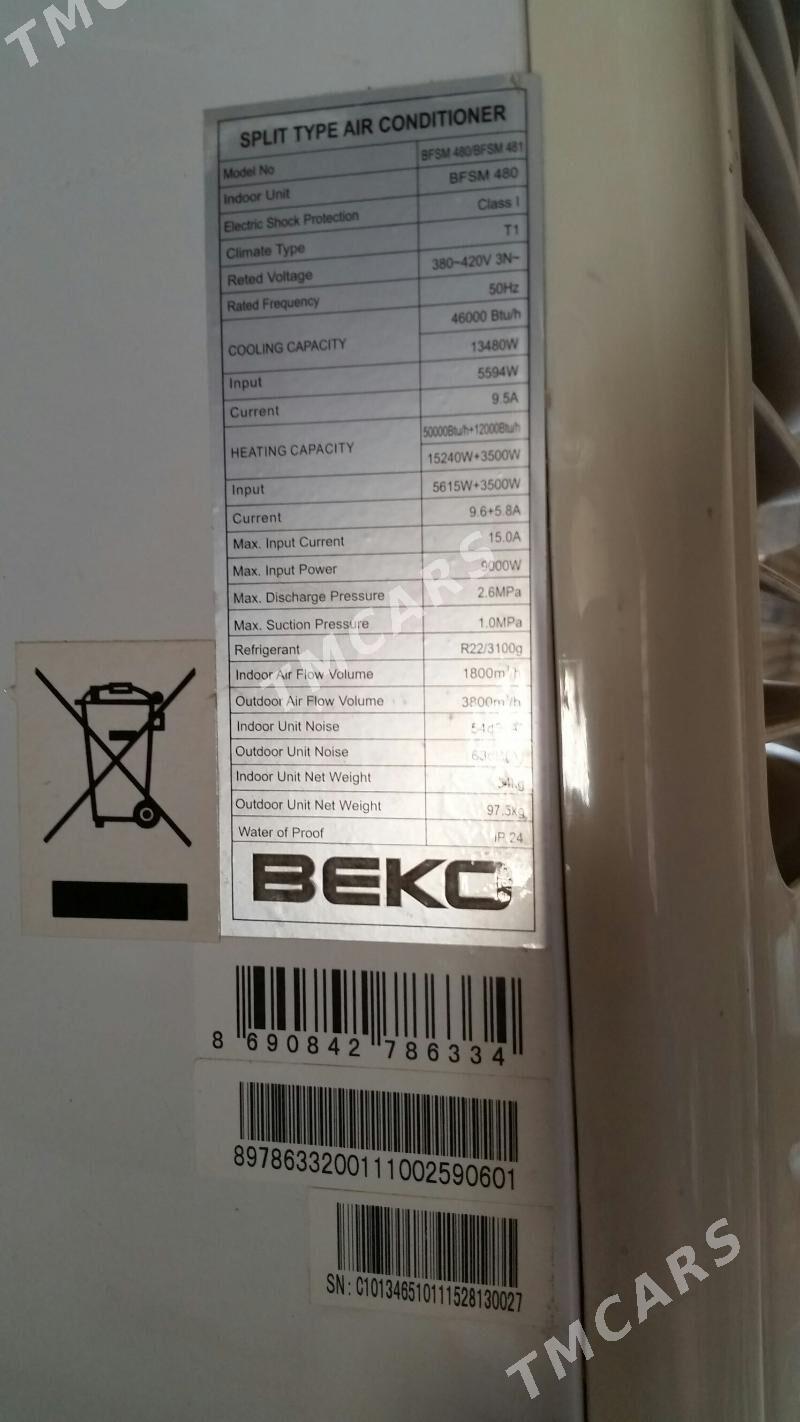 TMCARS
SPLIT TYPE AIR CONDITIONER
Model No BFSM 480/BFSM 481
Indoor Unit BFSM 480
Electric Shock Protection Class I
Climate Type T1
Reted Voltage 380~420V 3N~
Rated Frequency 50Hz
COOLING CAPACITY 46000 Btu/h
13480W
Input 5594W
Current 9.5A
HEATING CAPACITY 50000Btu/h+12000Btu/h
15240W+3500W
Input 5615W+3500W
Current 9.6+5.8A
Max. Input Current 15.0A
Max. Input Power 9000W
Max. Discharge Pressure 2.6MPa
Max. Suction Pressure 1.0MPa
Refrigerant R22/3100g
Indoor Air Flow Volume 1800m³/h
Outdoor Air Flow Volume 3800m³/h
Indoor Unit Noise
Outdoor Unit Noise
Indoor Unit Net Weight
Outdoor Unit Net Weight 97.5kg
Water of Proof IP 24
TMCARS
BEKO
8 690842 786334
8978633200111002590601
SN: C101346510111528130027
TMCARS